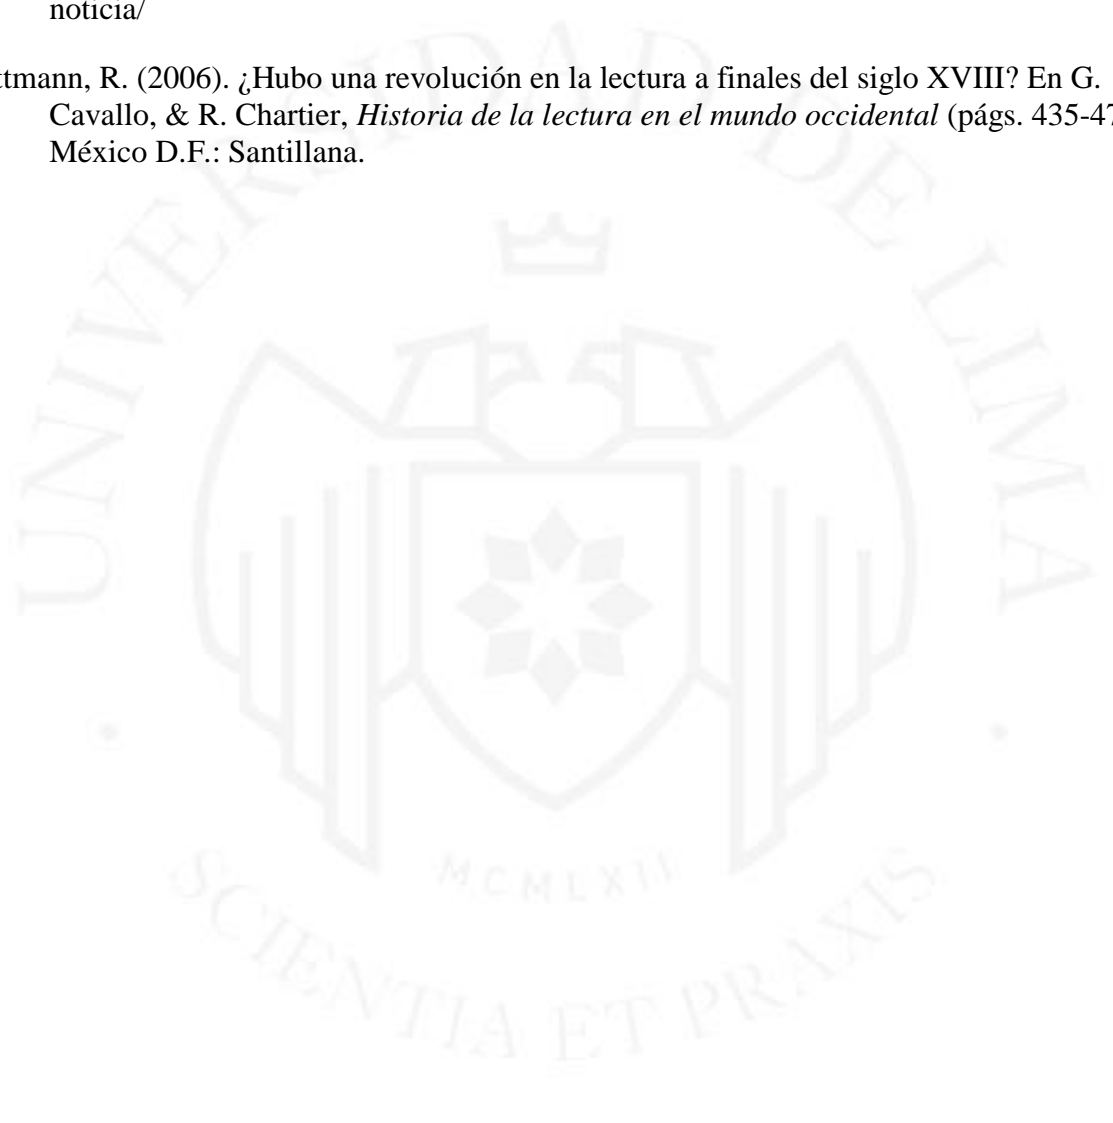 noticia/
ttmann, R. (2006). ¿Hubo una revolución en la lectura a finales del siglo XVIII? En G.
Cavallo, & R. Chartier, Historia de la lectura en el mundo occidental (págs. 435-47
México D.F.: Santillana.
UNIVERSIDAD DE LIMA
MCMLXII
SCIENTIA ET PRAXIS